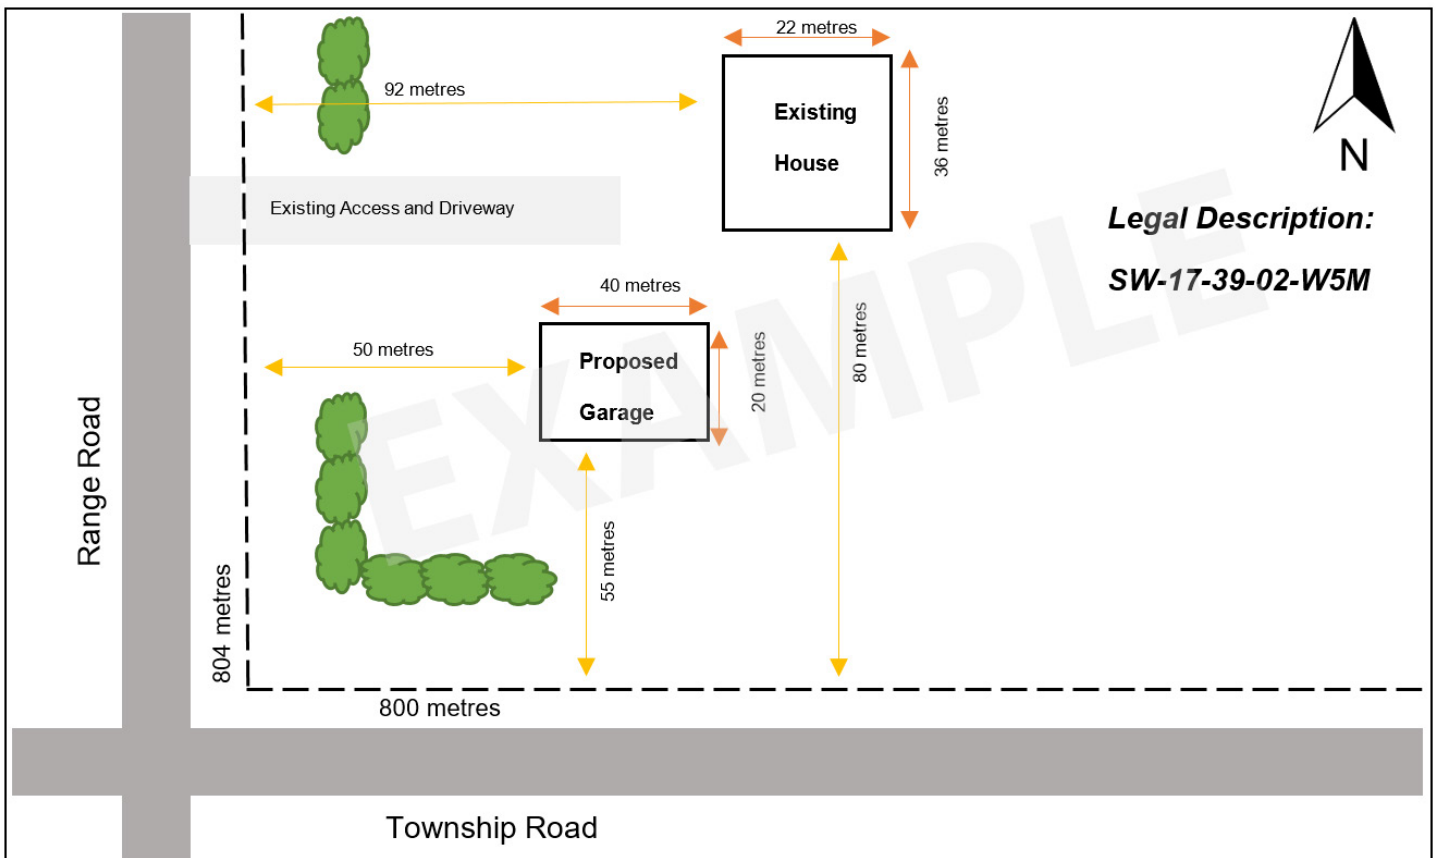 22 metres
92 metres
Existing
House
36 metres
N
Existing Access and Driveway
Legal Description:
SW-17-39-02-W5M
40 metres
50 metres
Proposed
Garage
20 metres
80 metres
EXAMPLE
Range Road
55 metres
804 metres
800 metres
Township Road